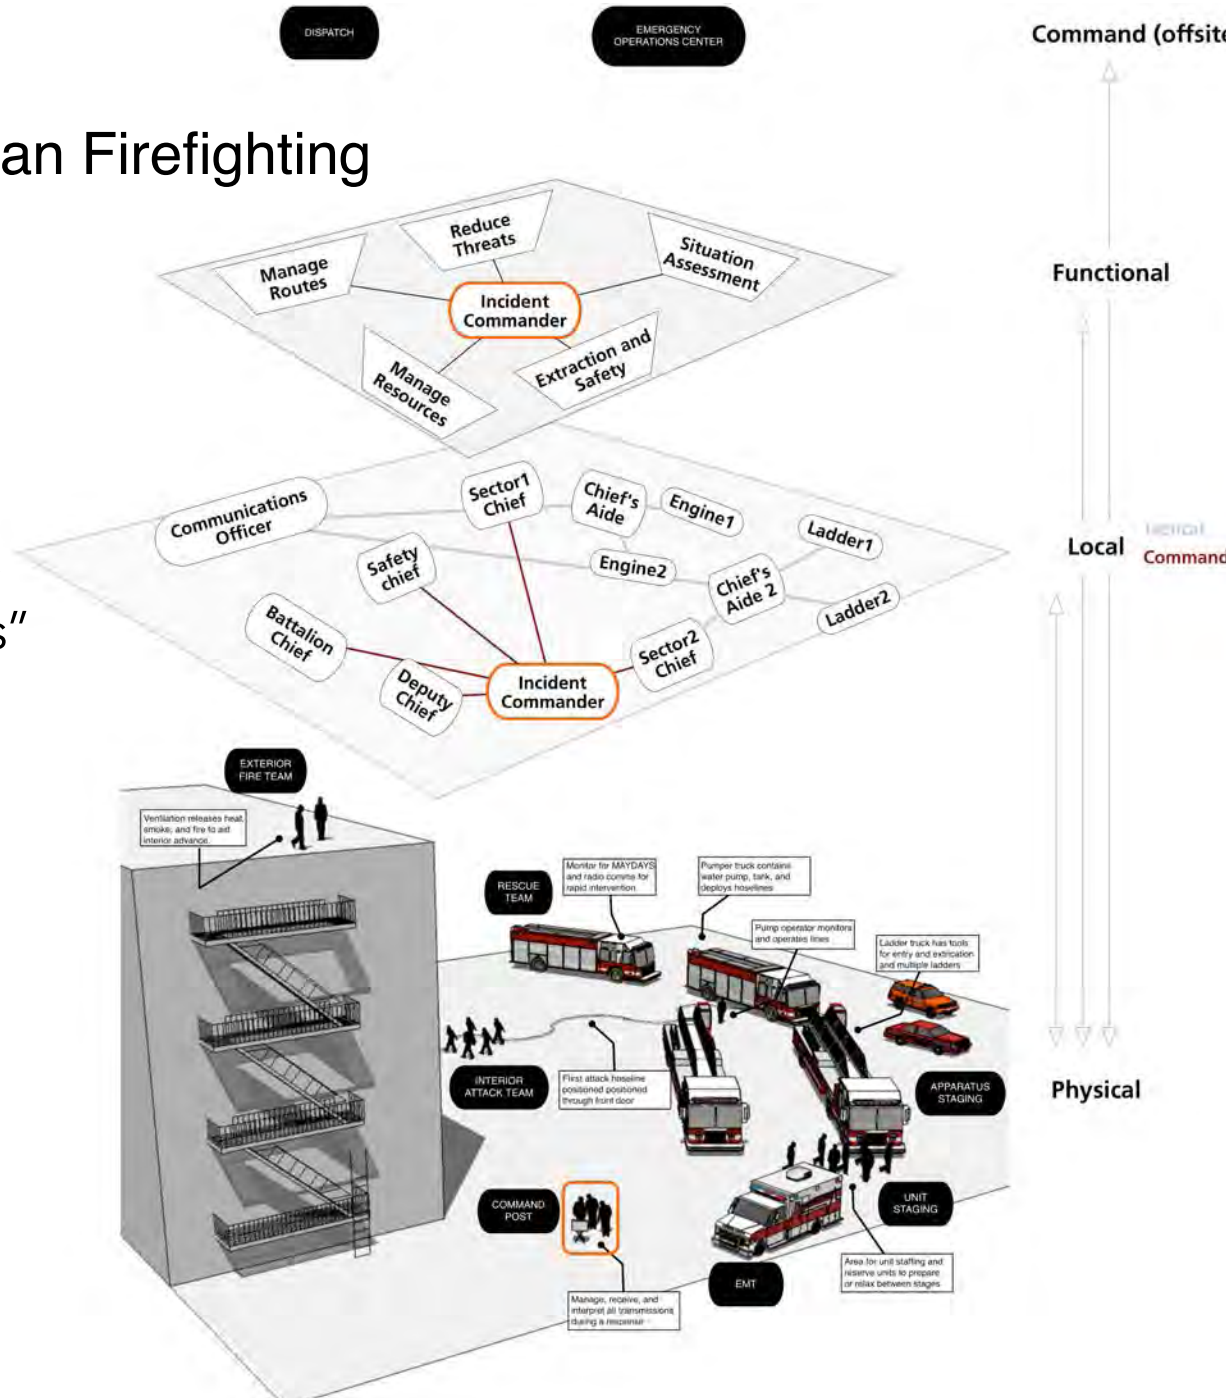 DISPATCH
EMERGENCY
OPERATIONS CENTER
Command (offsite
an Firefighting
Reduce
Threats
Situation
Assessment
Manage
Routes
Functional
Incident
Commander
Extraction and
Safety
Manage
Resources
Sector1
Chief
Chief's
Aide
Engine1
Communications
Officer
Ladder1
Safety
chief
Engine2
Local
Command
Chief's
Aide 2
Ladder2
s"
Battalion
Chief
Sector2
Chief
Deputy
Chief
Incident
Commander
EXTERIOR
FIRE TEAM
Ventilation releases heat,
smoke, and fire to aid
interior advance.
RESCUE
TEAM
Monitor for MAYDAYS
and radio comms for
rapid intervention.
Pumper truck contains
water pump, tank, and
deploys hoselines
Pump operator monitors
and operates lines
Ladder truck has tools
for entry and extrication
and multiple ladders
INTERIOR
ATTACK TEAM
First attack hoseline
positioned positioned
through front door
APPARATUS
STAGING
Physical
COMMAND
POST
UNIT
STAGING
EMT
Area for unit staffing and
reserve units to prepare
or relax between stages
Manage, receive, and
interpret all transmissions
during a response